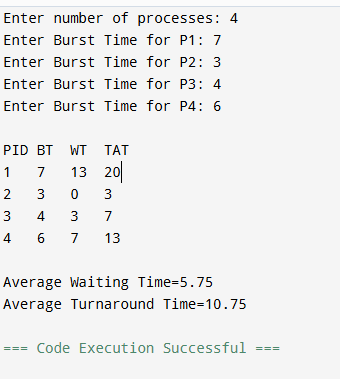 Enter number of processes: 4
Enter Burst Time for P1: 7
Enter Burst Time for P2: 3
Enter Burst Time for P3: 4
Enter Burst Time for P4: 6
PID BT WT TAT
1 7 13 20
2 3 0 3
3 4 3 7
4 6 7 13
Average Waiting Time=5.75
Average Turnaround Time=10.75
=== Code Execution Successful ===